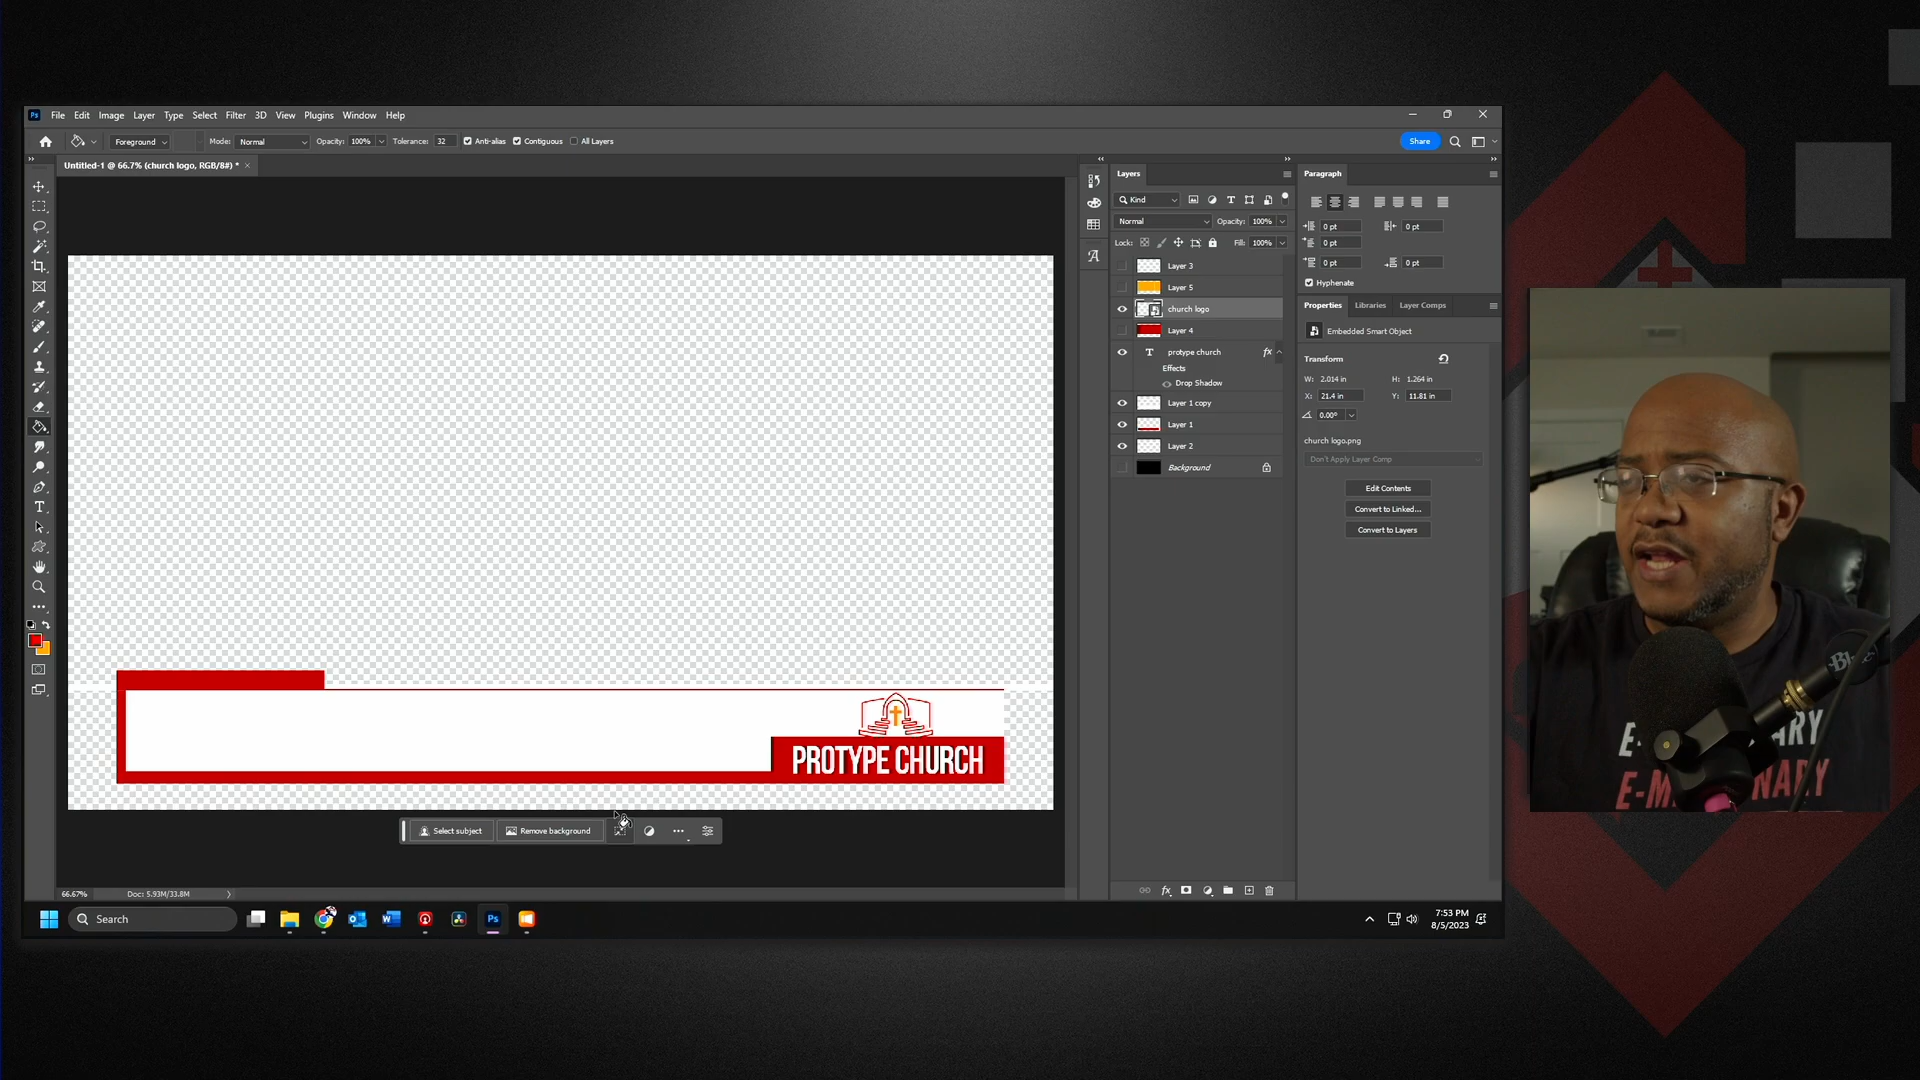 Ps File Edit Image Layer Type Select Filter 3D View Plugins Window Help
Foreground Mode: Normal Opacity: 100% Tolerance: 32 Anti-alias Contiguous All Layers Share
Untitled-1 @ 66.7% (church logo, RGB/8#) * ×
Layers
Kind
Normal Opacity: 100%
Lock: Fill: 100%
Layer 3
Layer 5
church logo
Layer 4
T protype church fx
Effects
Drop Shadow
Layer 1 copy
Layer 1
Layer 2
Background
Paragraph
0 pt 0 pt
0 pt
0 pt 0 pt
Hyphenate
Properties Libraries Layer Comps
Embedded Smart Object
Transform
W: 2.014 in H: 1.264 in
X: 21.4 in Y: 11.81 in
0.00°
church logo.png
Don't Apply Layer Comp
Edit Contents
Convert to Linked...
Convert to Layers
PROTYPE CHURCH
Select subject Remove background
66.67% Doc: 5.93M/33.8M
Search
7:53 PM
8/5/2023